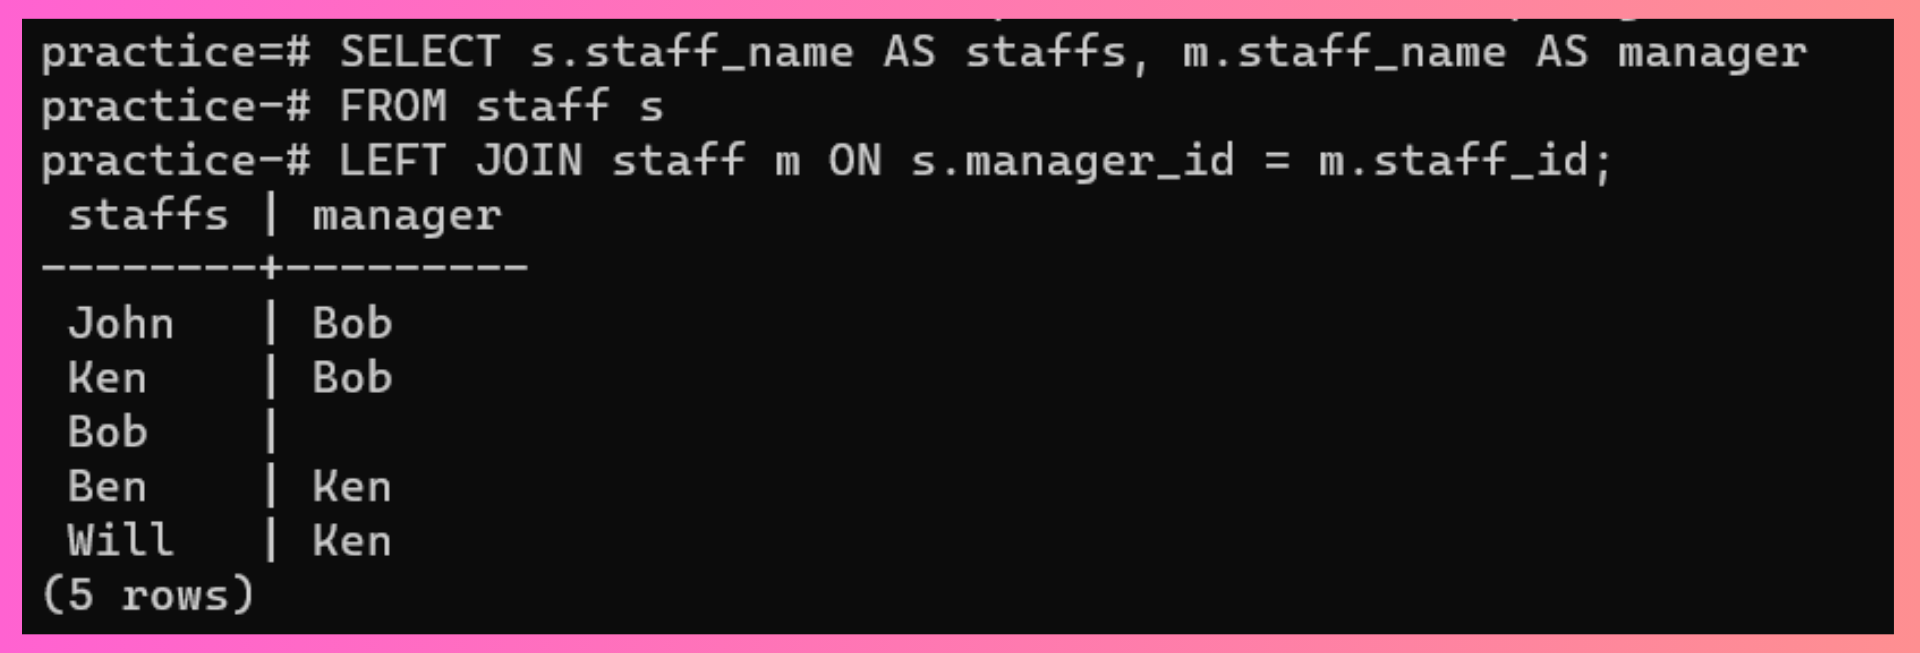 practice=# SELECT s.staff_name AS staffs, m.staff_name AS manager
practice-# FROM staff s
practice-# LEFT JOIN staff m ON s.manager_id = m.staff_id;
 staffs | manager
--------+---------
 John   | Bob
 Ken    | Bob
 Bob    |
 Ben    | Ken
 Will   | Ken
(5 rows)